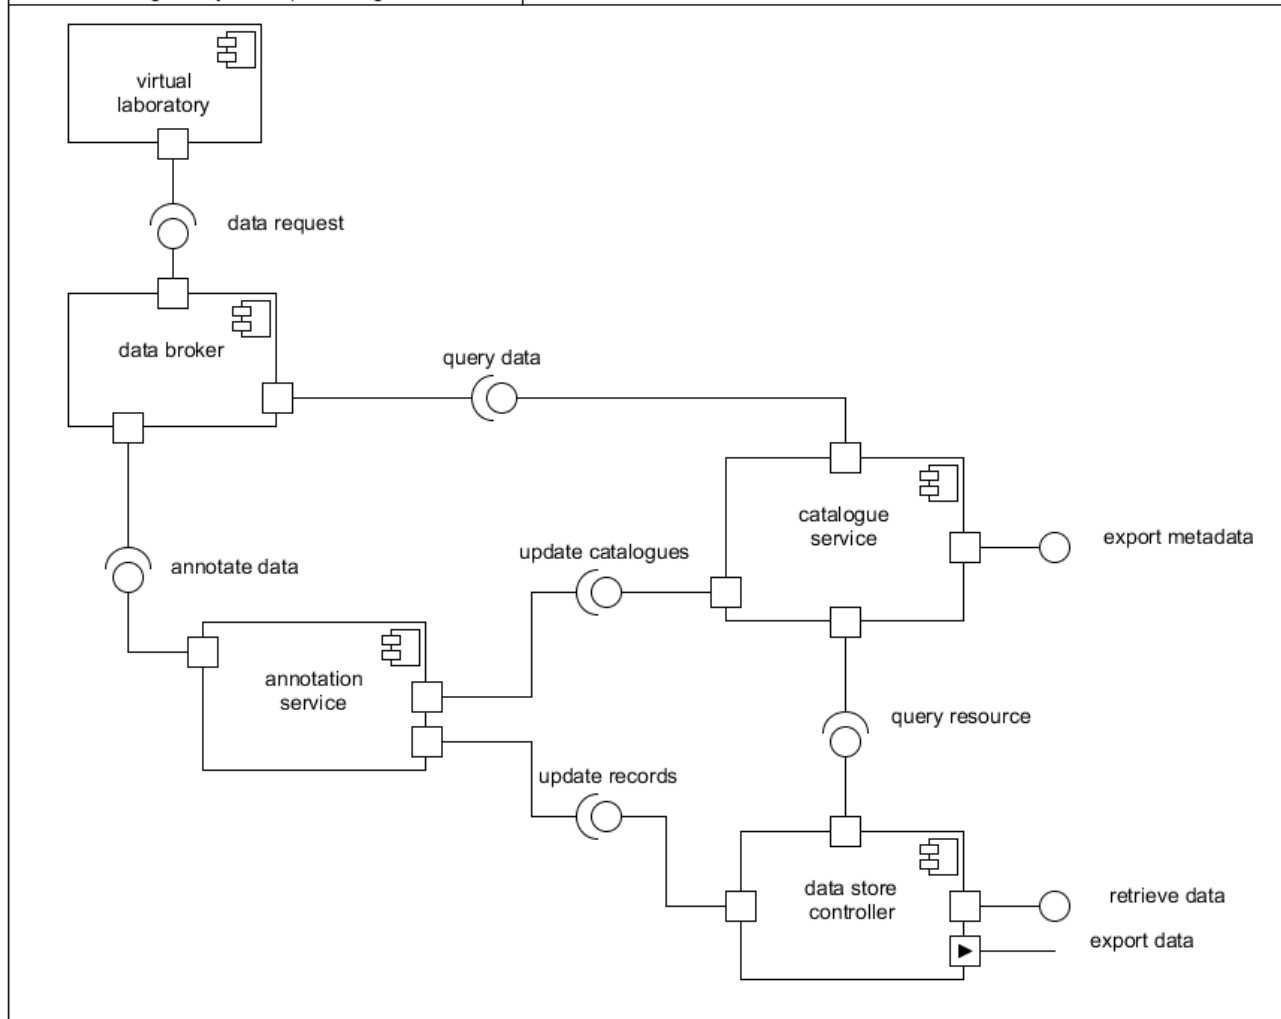 virtual
laboratory
data request
data broker
query data
catalogue
service
export metadata
update catalogues
annotate data
annotation
service
query resource
update records
data store
controller
retrieve data
export data